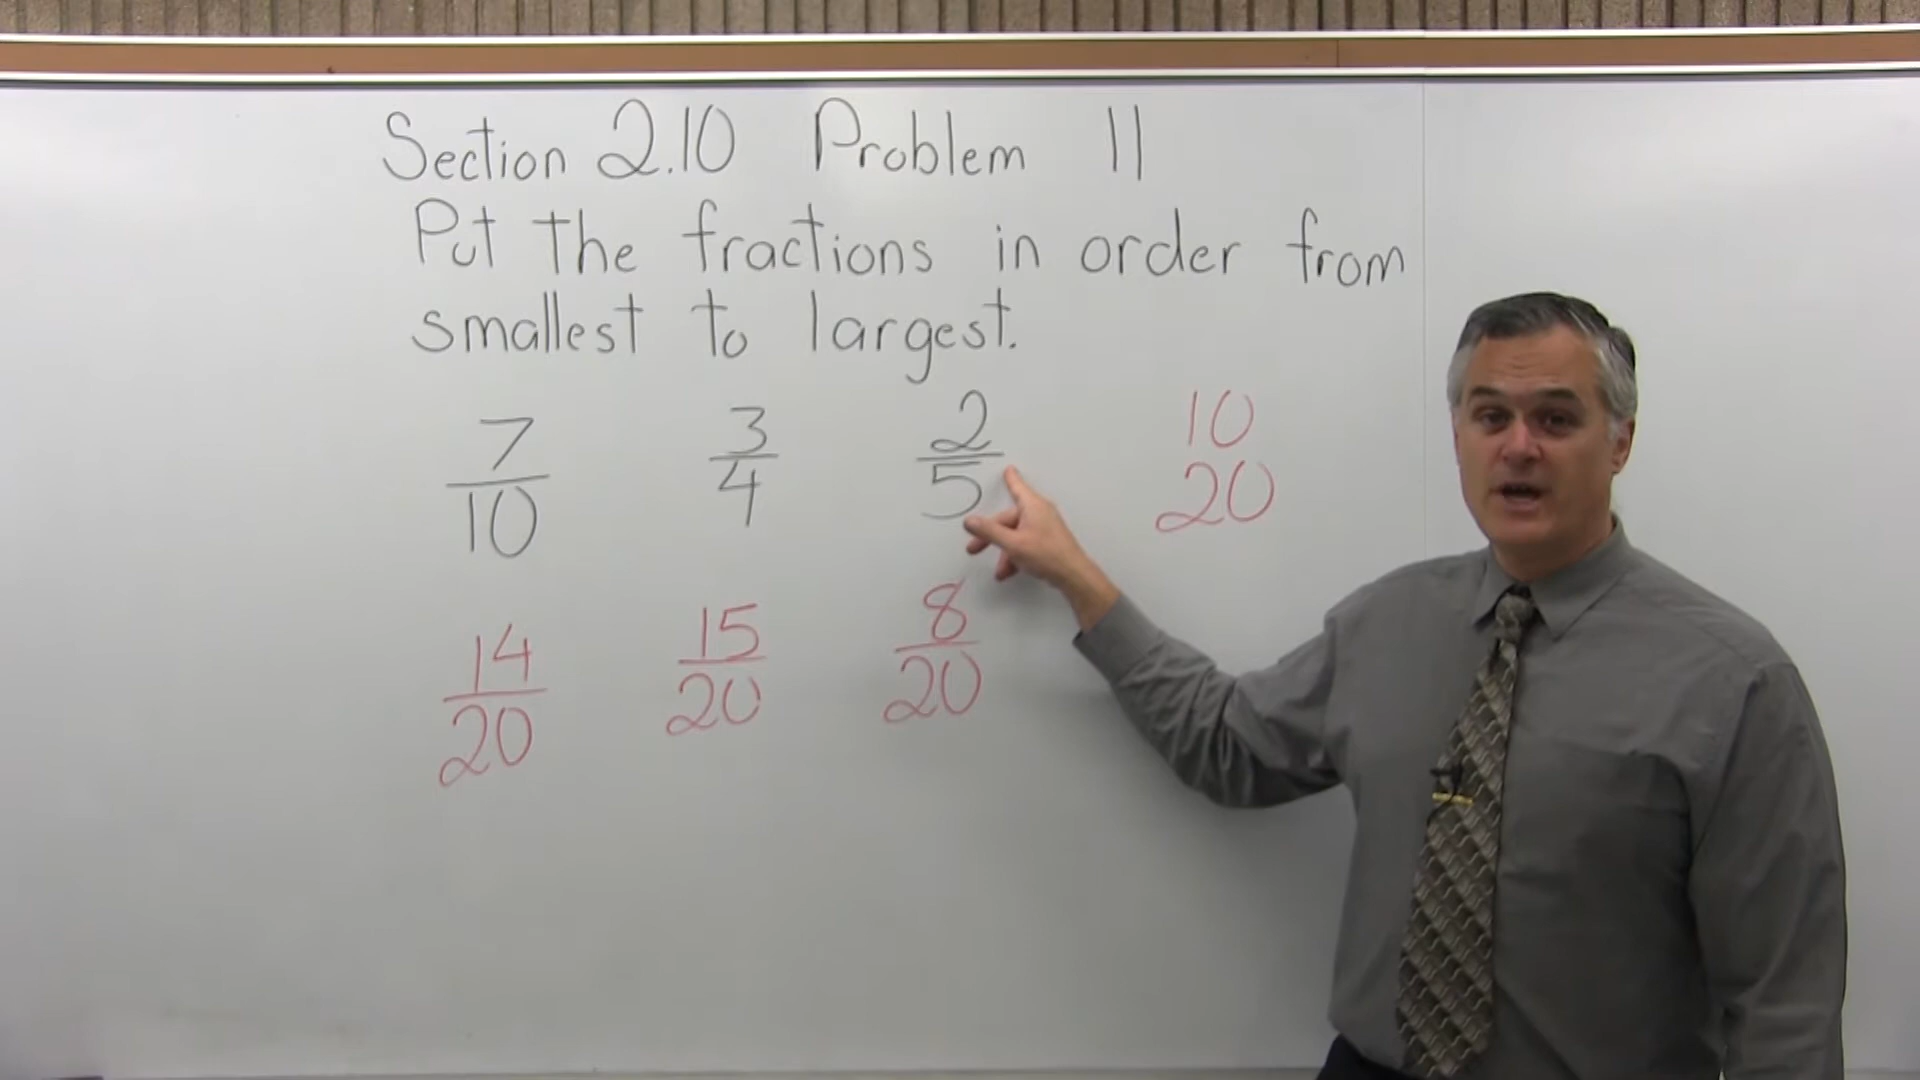 Section 2.10 Problem 11
Put the fractions in order from
smallest to largest.
7/10 3/4 2/5 10
20
14/20 15/20 8/20